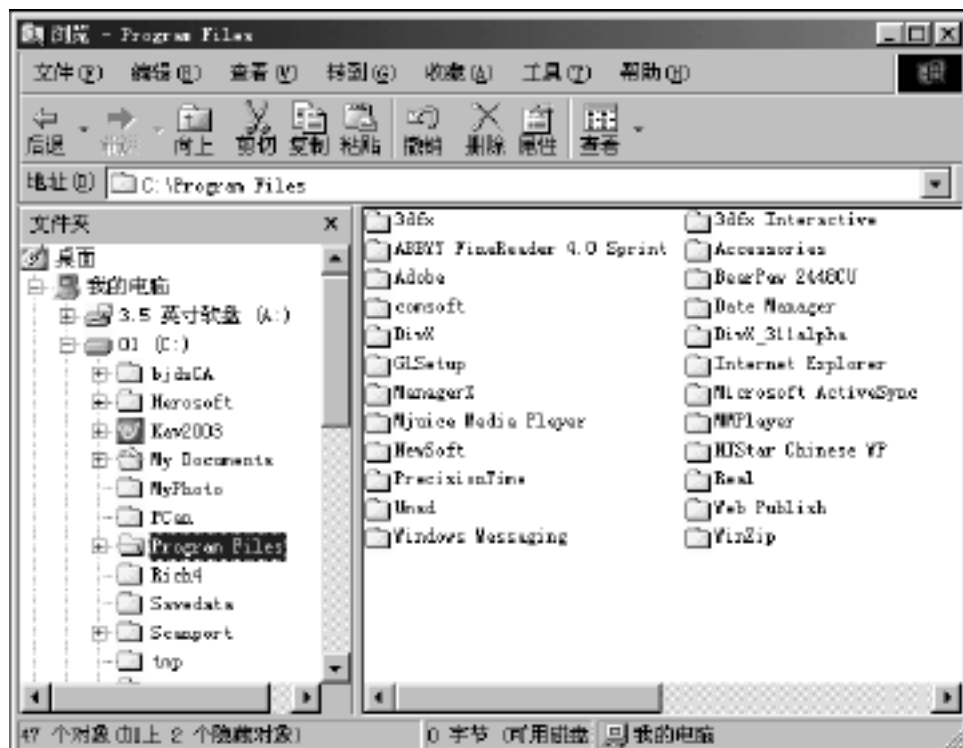 浏览 - Program Files
文件(F) 编辑(E) 查看(V) 转到(G) 收藏(A) 工具(T) 帮助(H)
后退 前进 向上 剪切 复制 粘贴 撤销 删除 属性 查看
地址(D) C:\Program Files
文件夹 x
桌面
我的电脑
3.5 英寸软盘 (A:)
01 (C:)
bjdsCA
Herosoft
Kav2003
My Documents
MyPhoto
PCam
Program Files
Rich4
Savedata
Scanport
tmp
3dfx
ABBYY FineReader 4.0 Sprint
Adobe
comsoft
DivX
GLSetup
ManagerX
Mjuice Media Player
NewSoft
PrecisionTime
Umsd
Windows Messaging
3dfx Interactive
Accessories
BearPaw 2448CU
Date Manager
DivX_311alpha
Internet Explorer
Microsoft ActiveSync
MMPlayer
NJStar Chinese WP
Real
Web Publish
WinZip
47 个对象(加上 2 个隐藏对象) 0 字节 (可用磁盘 我的电脑